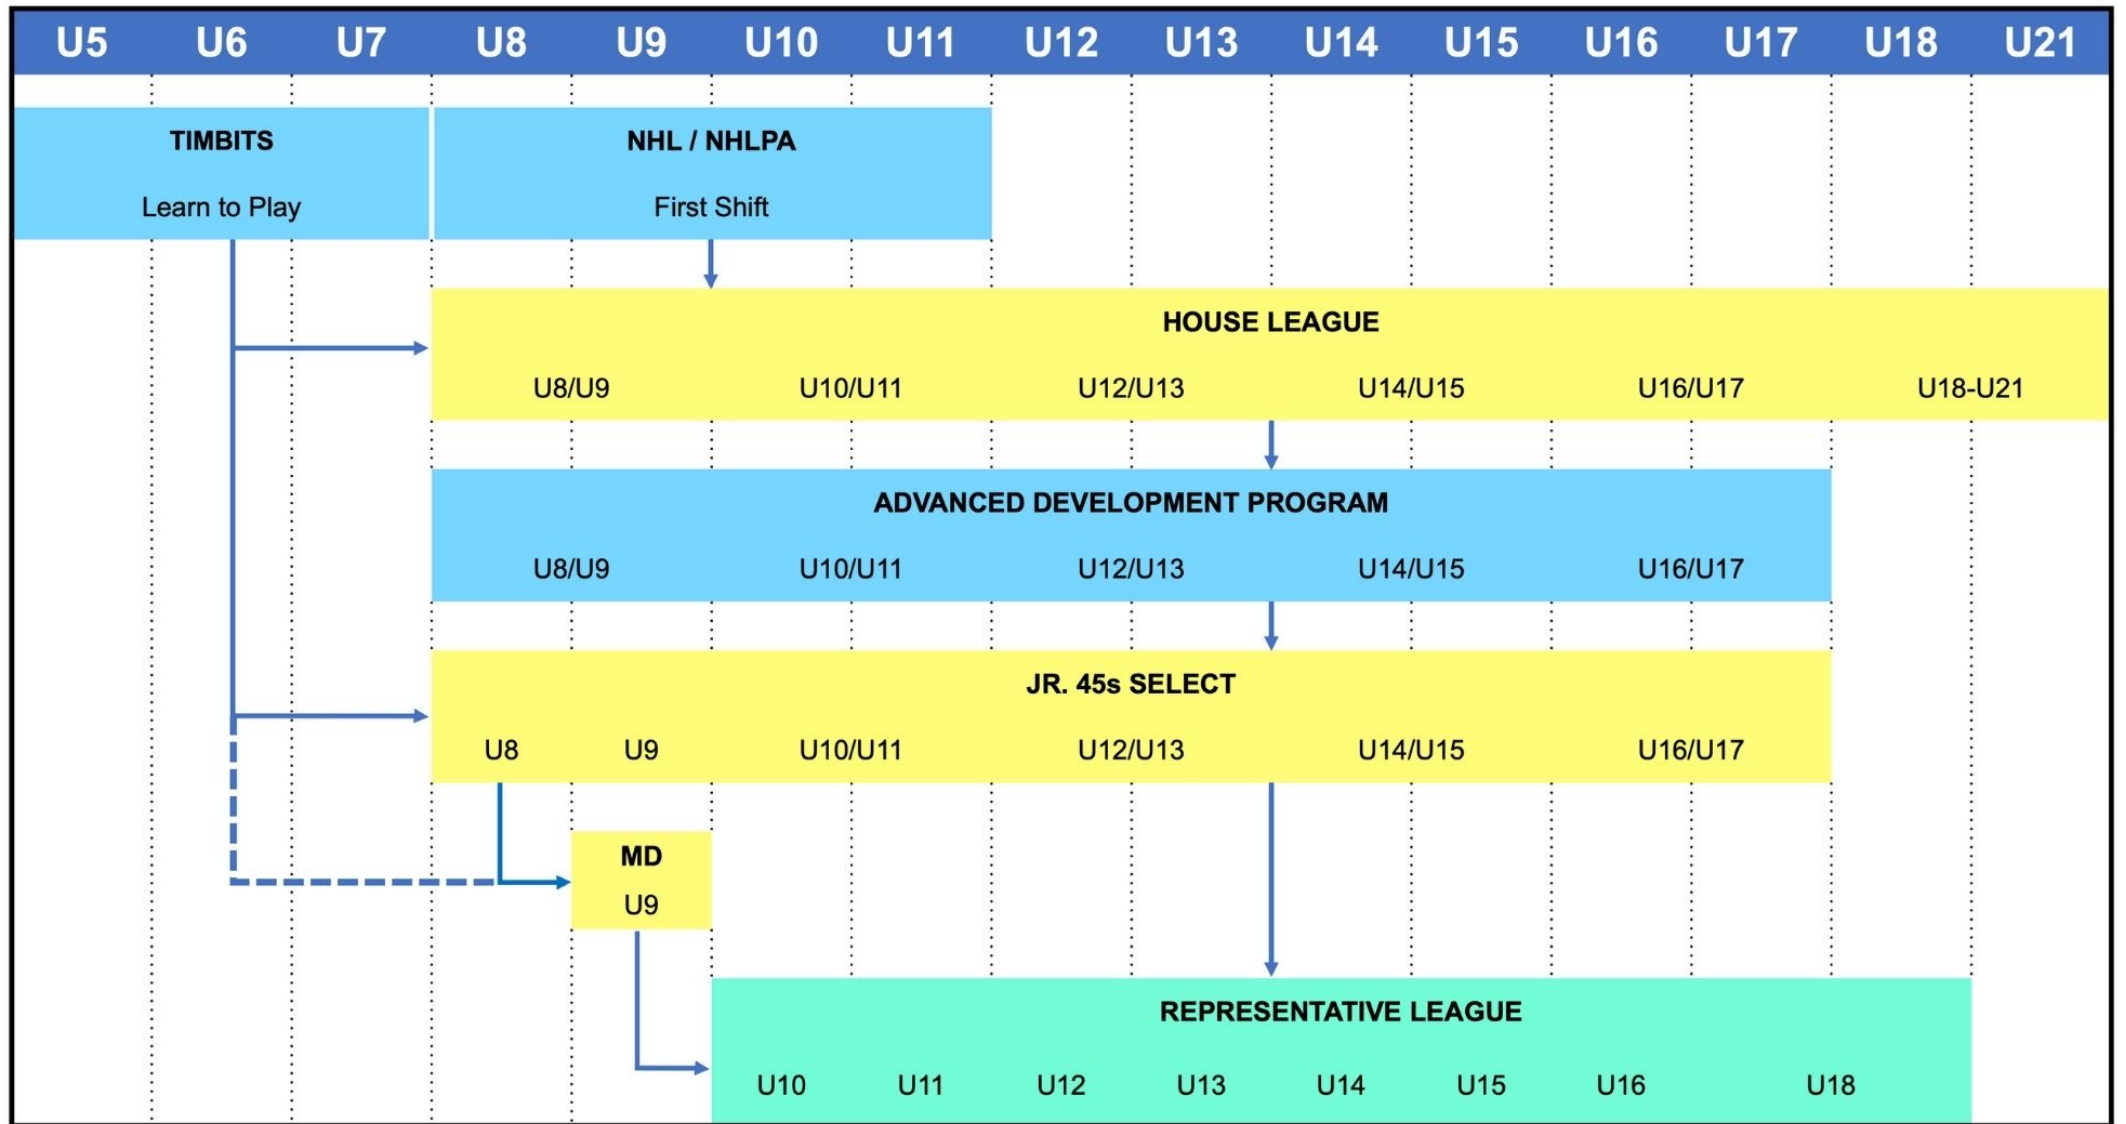 U5 U6 U7 U8 U9 U10 U11 U12 U13 U14 U15 U16 U17 U18 U21
TIMBITS
Learn to Play
NHL / NHLPA
First Shift
HOUSE LEAGUE
U8/U9 U10/U11 U12/U13 U14/U15 U16/U17 U18-U21
ADVANCED DEVELOPMENT PROGRAM
U8/U9 U10/U11 U12/U13 U14/U15 U16/U17
JR. 45s SELECT
U8 U9 U10/U11 U12/U13 U14/U15 U16/U17
MD
U9
REPRESENTATIVE LEAGUE
U10 U11 U12 U13 U14 U15 U16 U18